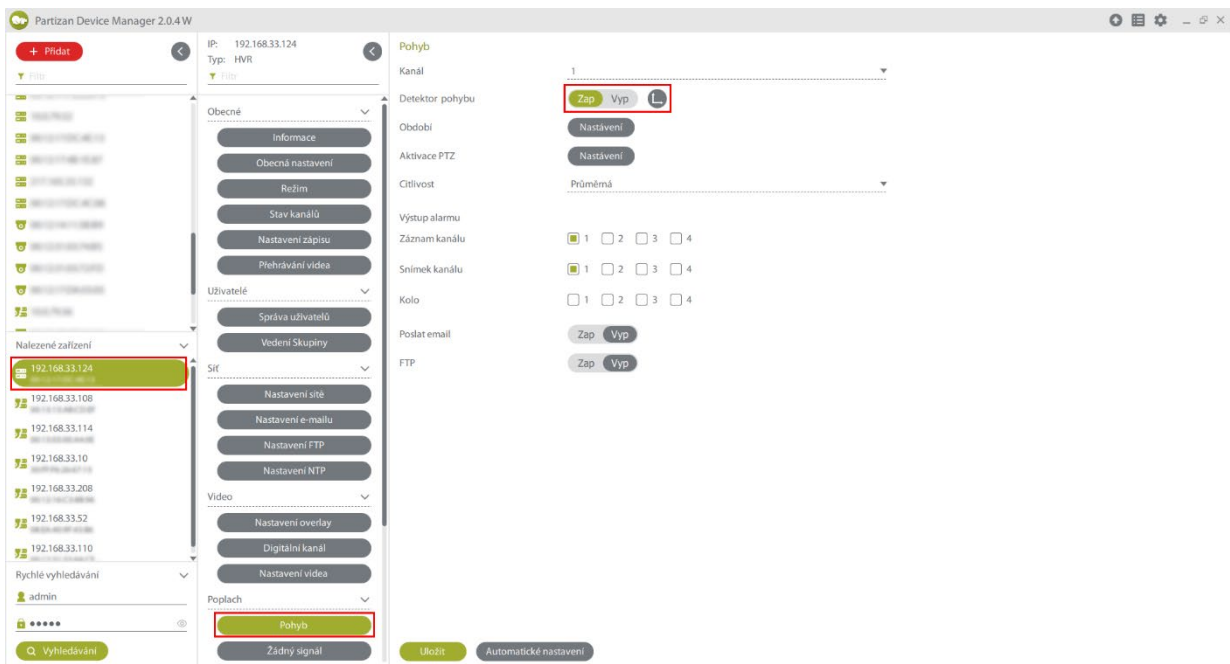 Partizan Device Manager 2.0.4 W
+ Přidat
Filtr
Nalezené zařízení
192.168.33.124
192.168.33.108
192.168.33.114
192.168.33.10
192.168.33.208
192.168.33.52
192.168.33.110
Rychlé vyhledávání
admin
●●●●●
Vyhledávání
IP: 192.168.33.124
Typ: HVR
Filtr
Obecné
Informace
Obecná nastavení
Režim
Stav kanálů
Nastavení zápisu
Přehrávání videa
Uživatelé
Správa uživatelů
Vedení Skupiny
Síť
Nastavení sítě
Nastavení e-mailu
Nastavení FTP
Nastavení NTP
Video
Nastavení overlay
Digitální kanál
Nastavení videa
Poplach
Pohyb
Žádný signál
Pohyb
Kanál 1
Detektor pohybu Zap Vyp
Období Nastávení
Aktivace PTZ Nastávení
Citlivost Průměrná
Výstup alarmu
Záznam kanálu 1 2 3 4
Snímek kanálu 1 2 3 4
Kolo 1 2 3 4
Poslat email Zap Vyp
FTP Zap Vyp
Uložit Automatické nastavení